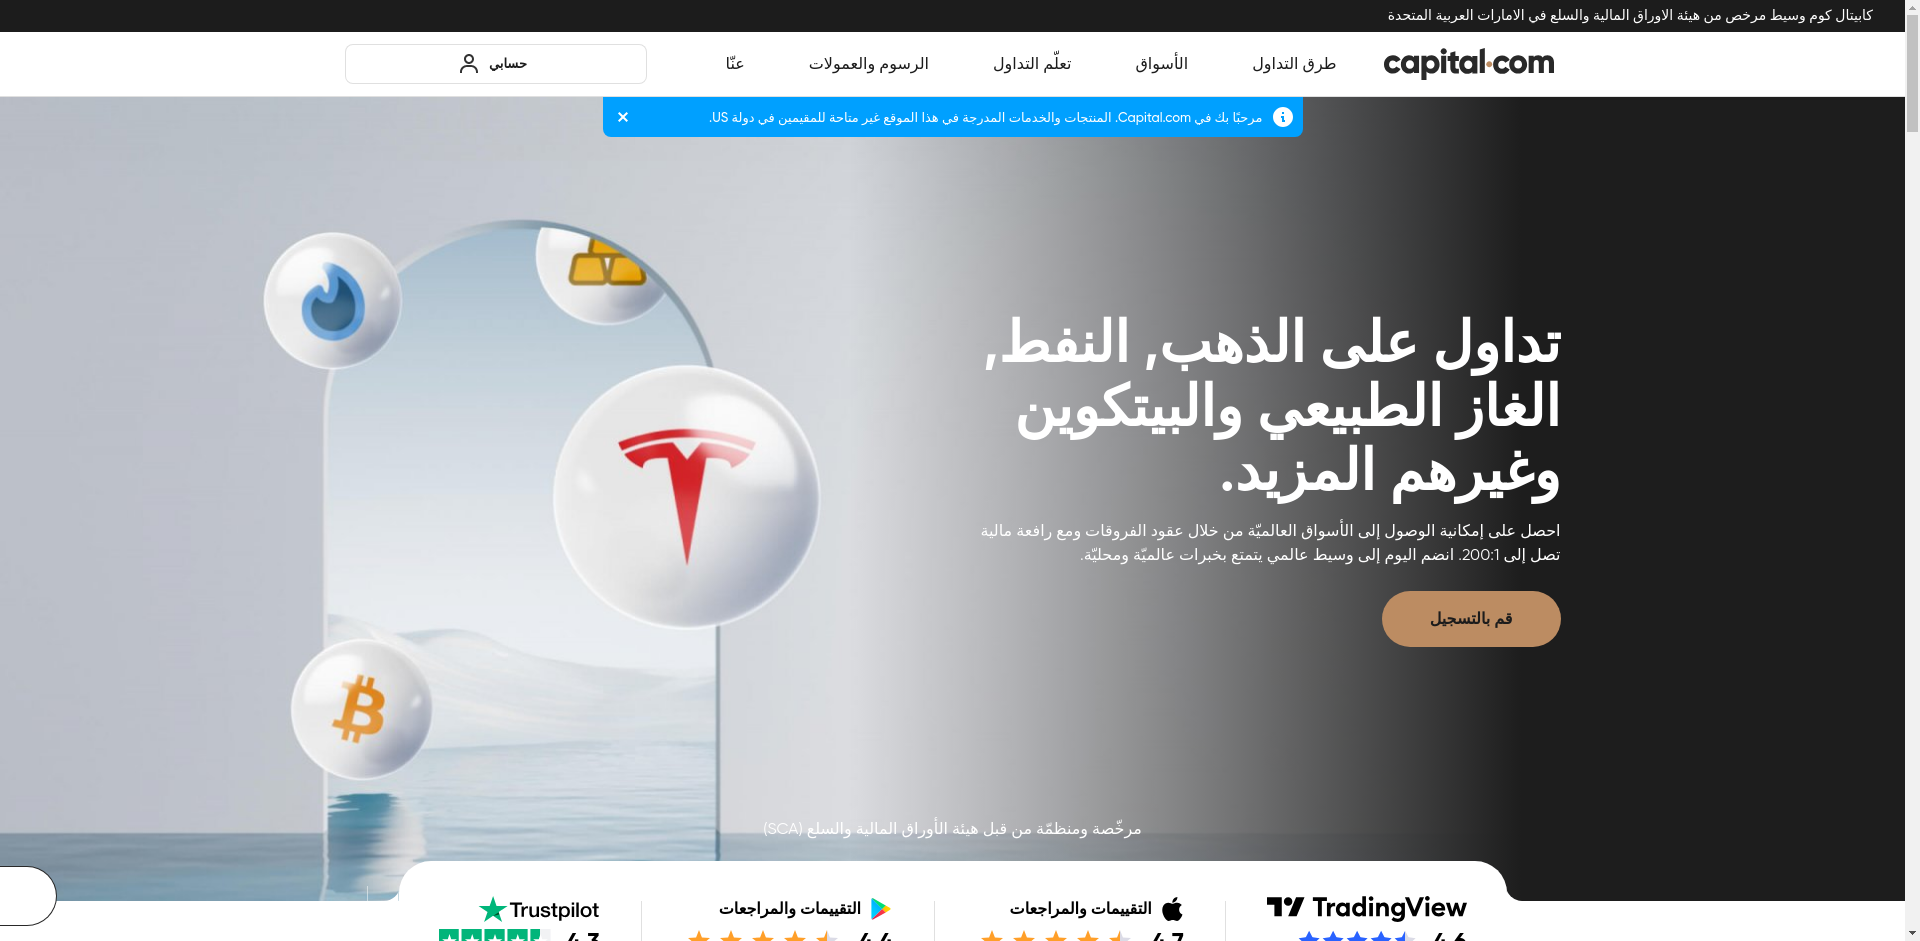 كابيتال كوم وسيط مرخص من هيئة الاوراق المالية والسلع في الامارات العربية المتحدة
capital.com
طرق التداول
الأسواق
تعلّم التداول
الرسوم والعمولات
عنّا
حسابي
مرحبًا بك في Capital.com. المنتجات والخدمات المدرجة في هذا الموقع غير متاحة للمقيمين في دولة US.
تداول على الذهب, النفط,
الغاز الطبيعي والبيتكوين
وغيرهم المزيد.
احصل على إمكانية الوصول إلى الأسواق العالميّة من خلال عقود الفروقات ومع رافعة مالية
تصل إلى 200:1. انضم اليوم إلى وسيط عالمي يتمتع بخبرات عالميّة ومحليّة.
قم بالتسجيل
مرخّصة ومنظمّة من قبل هيئة الأوراق المالية والسلع (SCA)
TradingView
4.6
التقييمات والمراجعات
4.7
التقييمات والمراجعات
4.4
Trustpilot
4.3